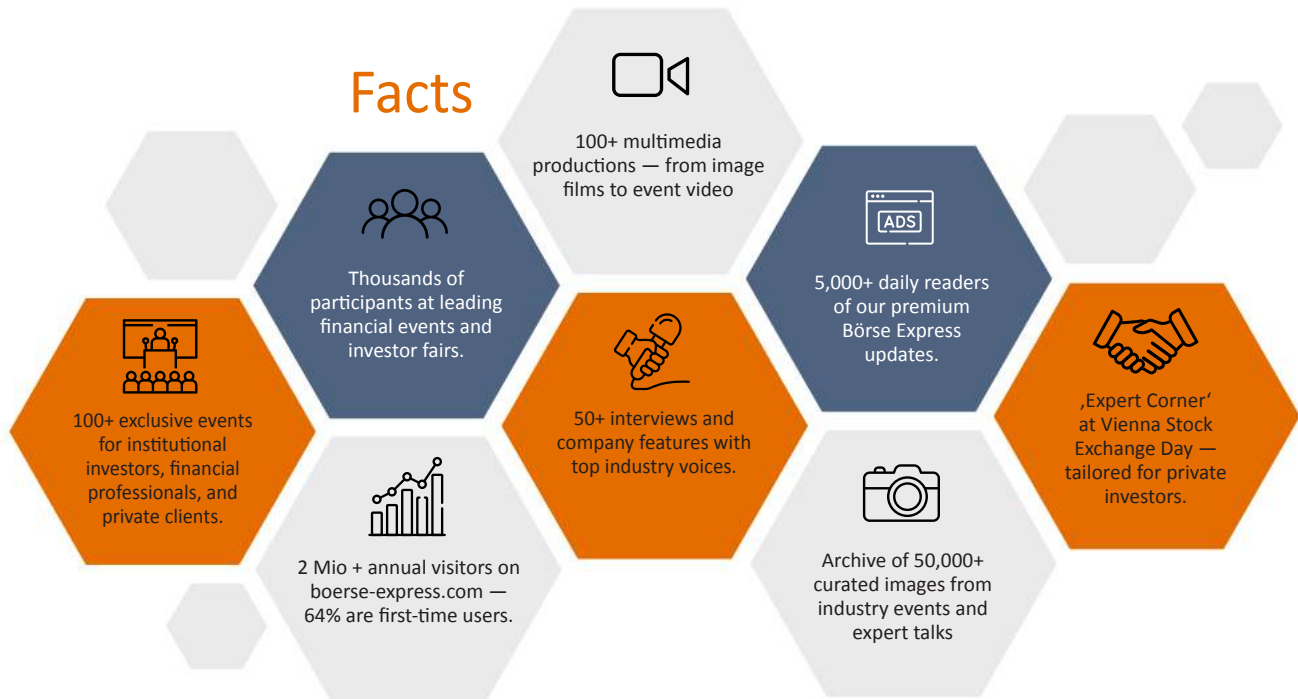 Facts
100+ multimedia
productions — from image
films to event video
Thousands of
participants at leading
financial events and
investor fairs.
ADS
5,000+ daily readers
of our premium
Börse Express
updates.
100+ exclusive events
for institutional
investors, financial
professionals, and
private clients.
50+ interviews and
company features with
top industry voices.
‚Expert Corner‘
at Vienna Stock
Exchange Day —
tailored for private
investors.
2 Mio + annual visitors on
boerse-express.com —
64% are first-time users.
Archive of 50,000+
curated images from
industry events and
expert talks